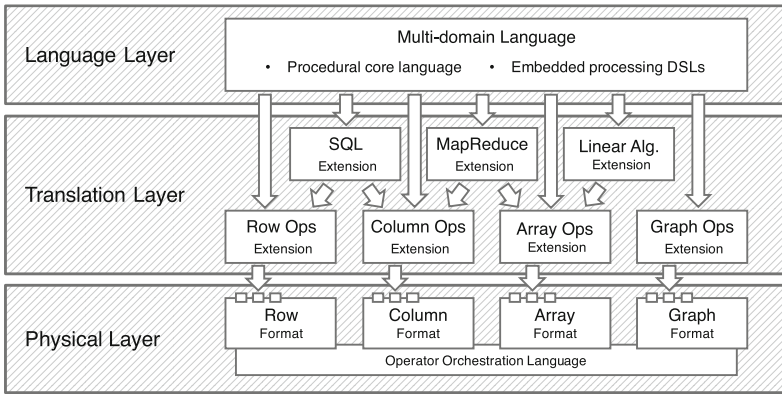 Language Layer
Multi-domain Language
• Procedural core language • Embedded processing DSLs
Translation Layer
SQL
Extension
MapReduce
Extension
Linear Alg.
Extension
Row Ops
Extension
Column Ops
Extension
Array Ops
Extension
Graph Ops
Extension
Physical Layer
Row
Format
Column
Format
Array
Format
Graph
Format
Operator Orchestration Language